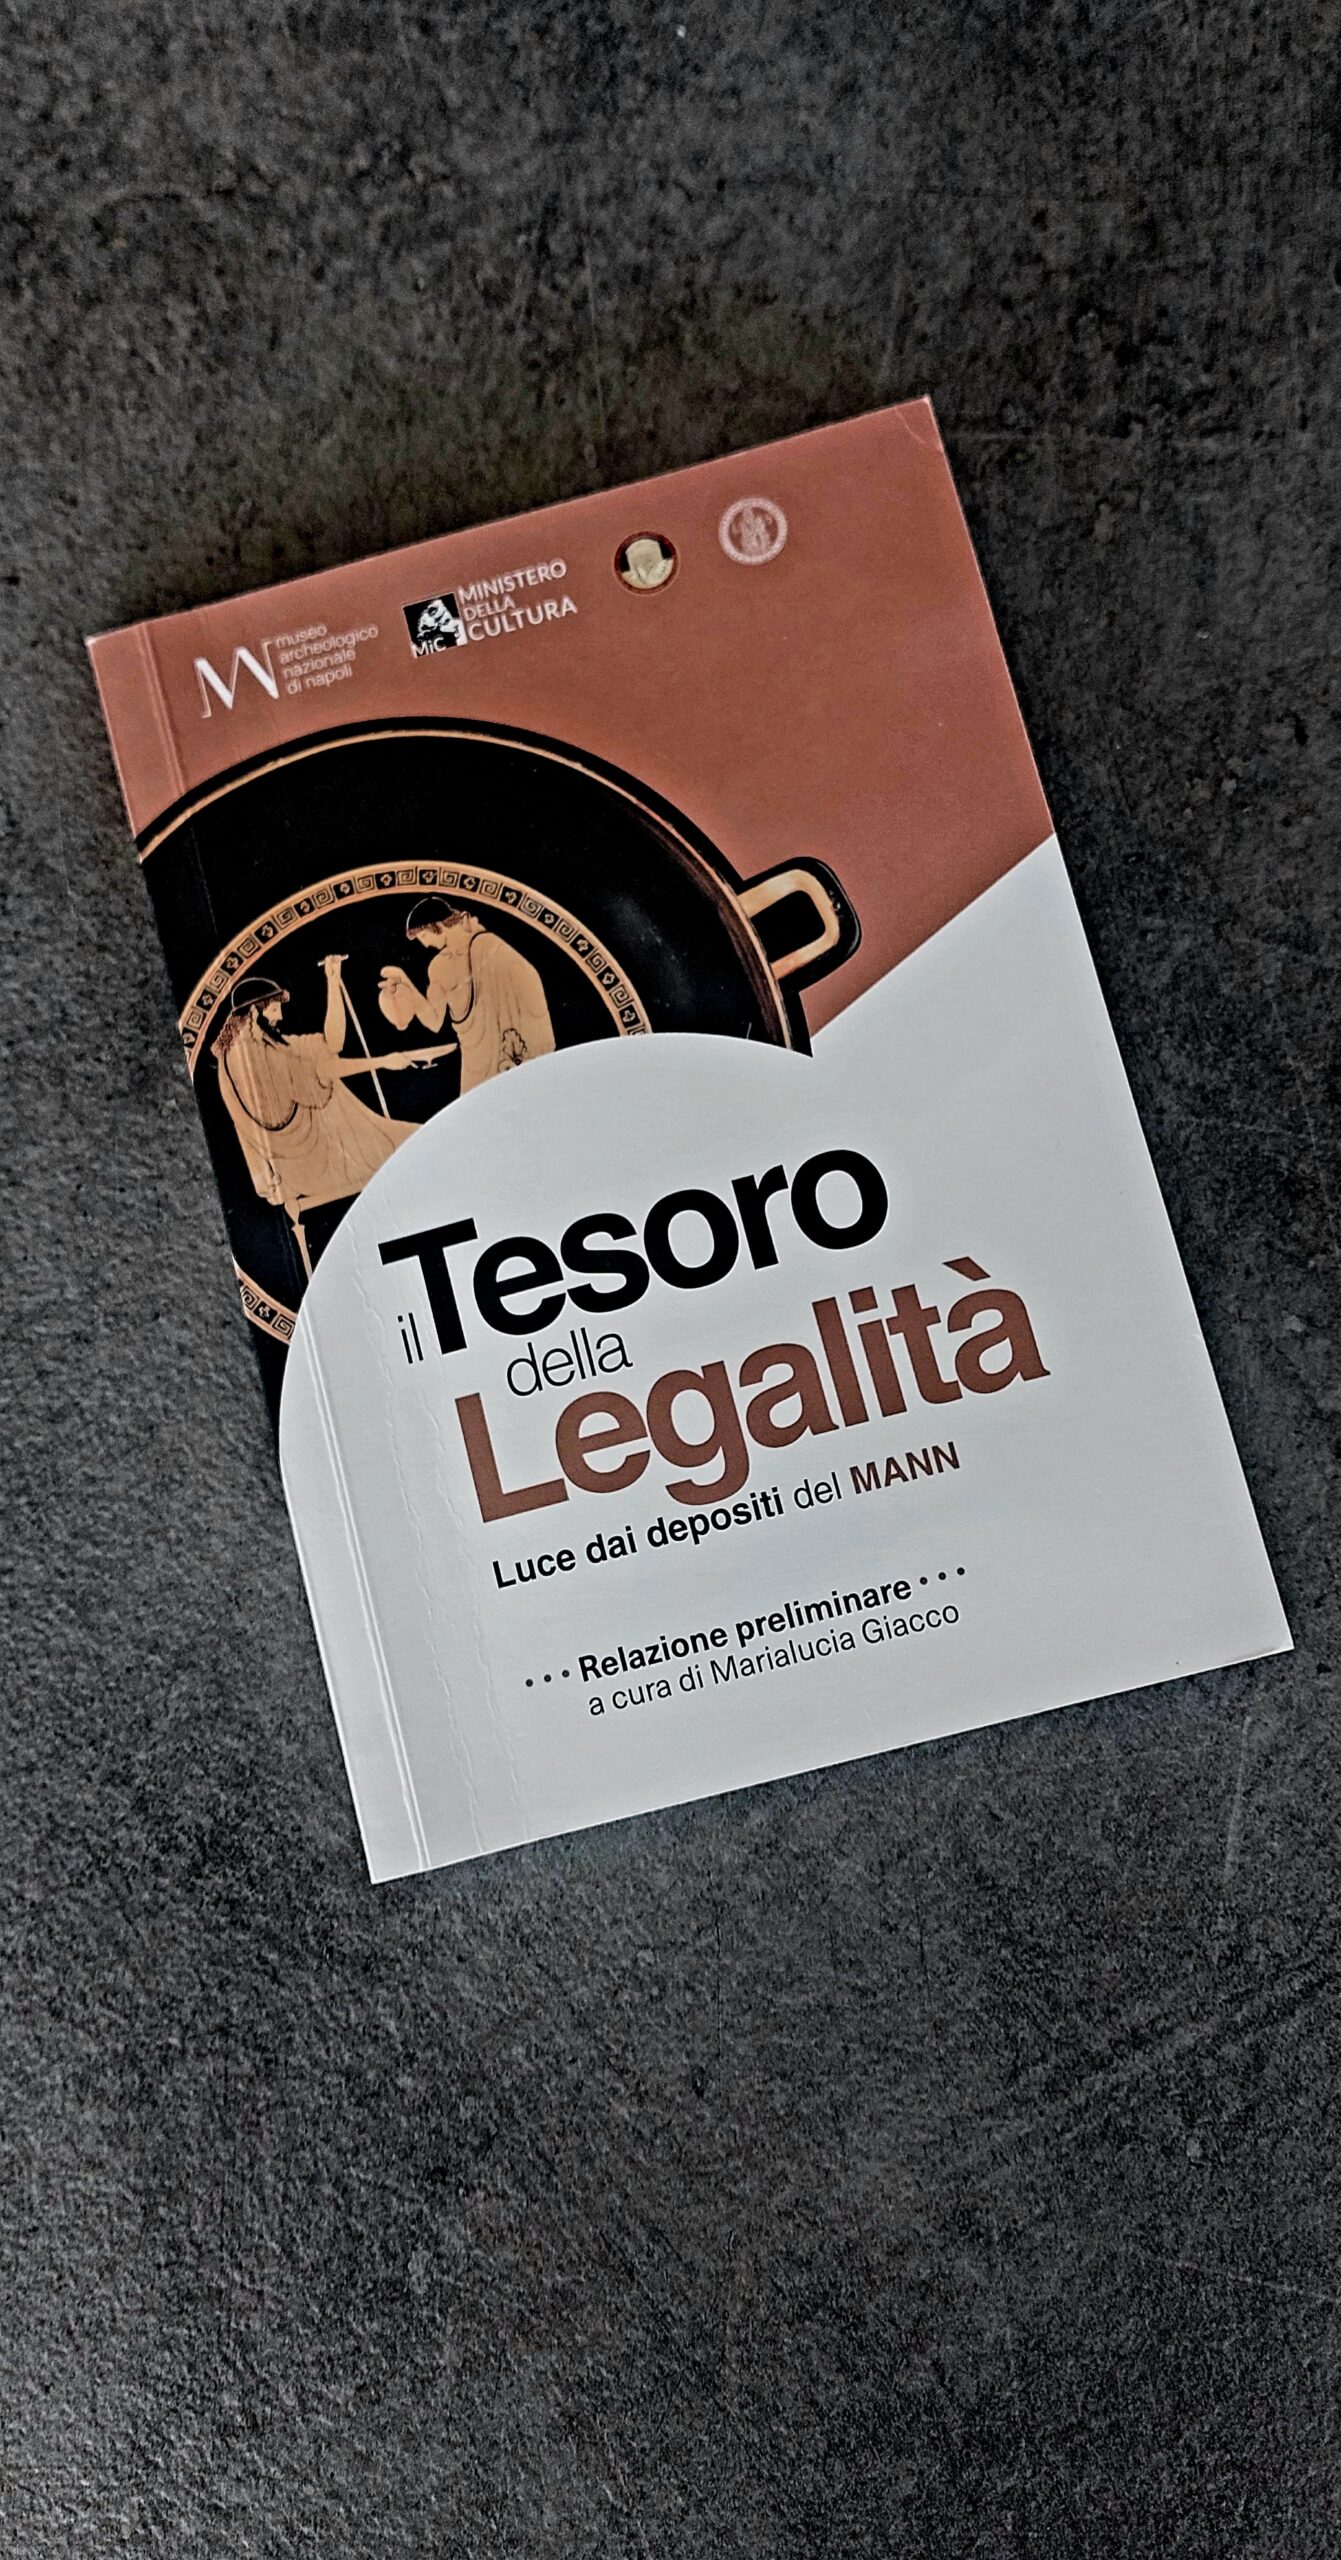 museo
archeologico
nazionale
di napoli
MiC
MINISTERO
DELLA
CULTURA
il Tesoro
della
Legalità
Luce dai depositi del MANN
... Relazione preliminare ...
a cura di Marialucia Giacco